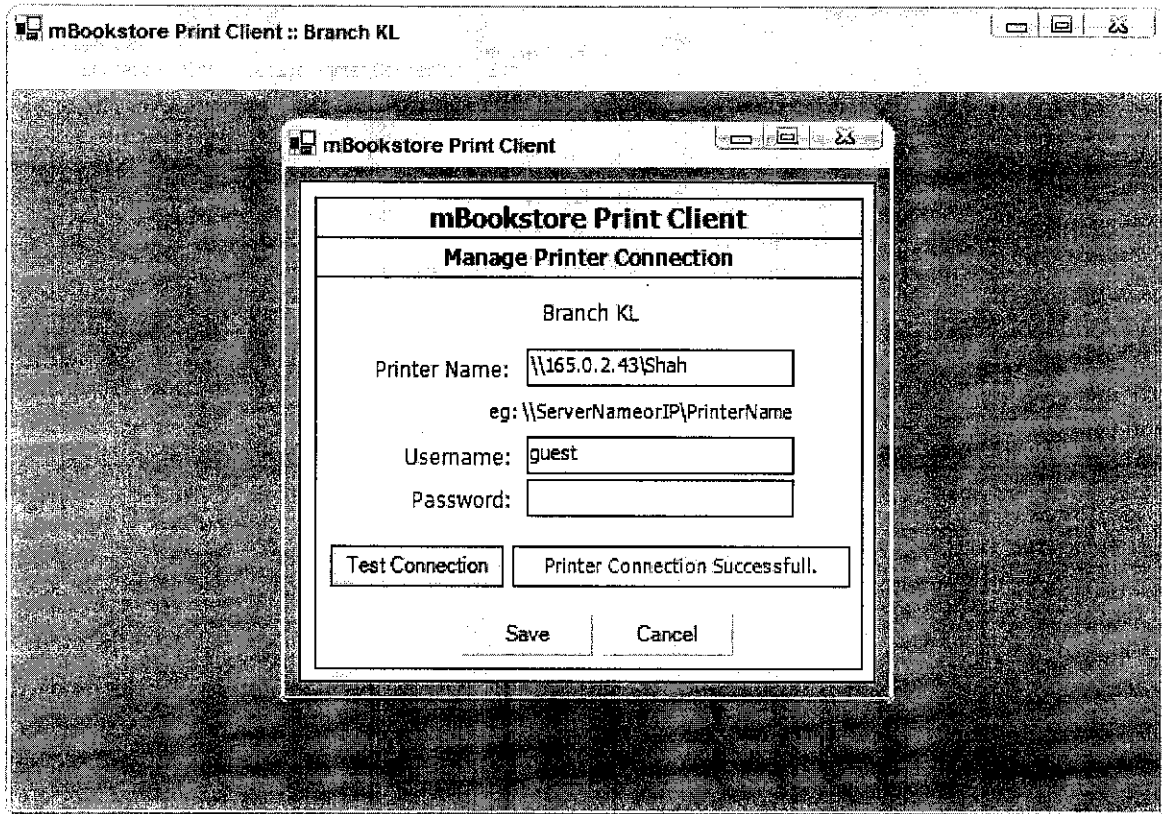 mBookstore Print Client :: Branch KL
mBookstore Print Client
mBookstore Print Client
Manage Printer Connection
Branch KL
Printer Name: \\165.0.2.43\Shah
eg: \\ServerNameorIP\PrinterName
Username: guest
Password:
Test Connection Printer Connection Successfull.
Save Cancel